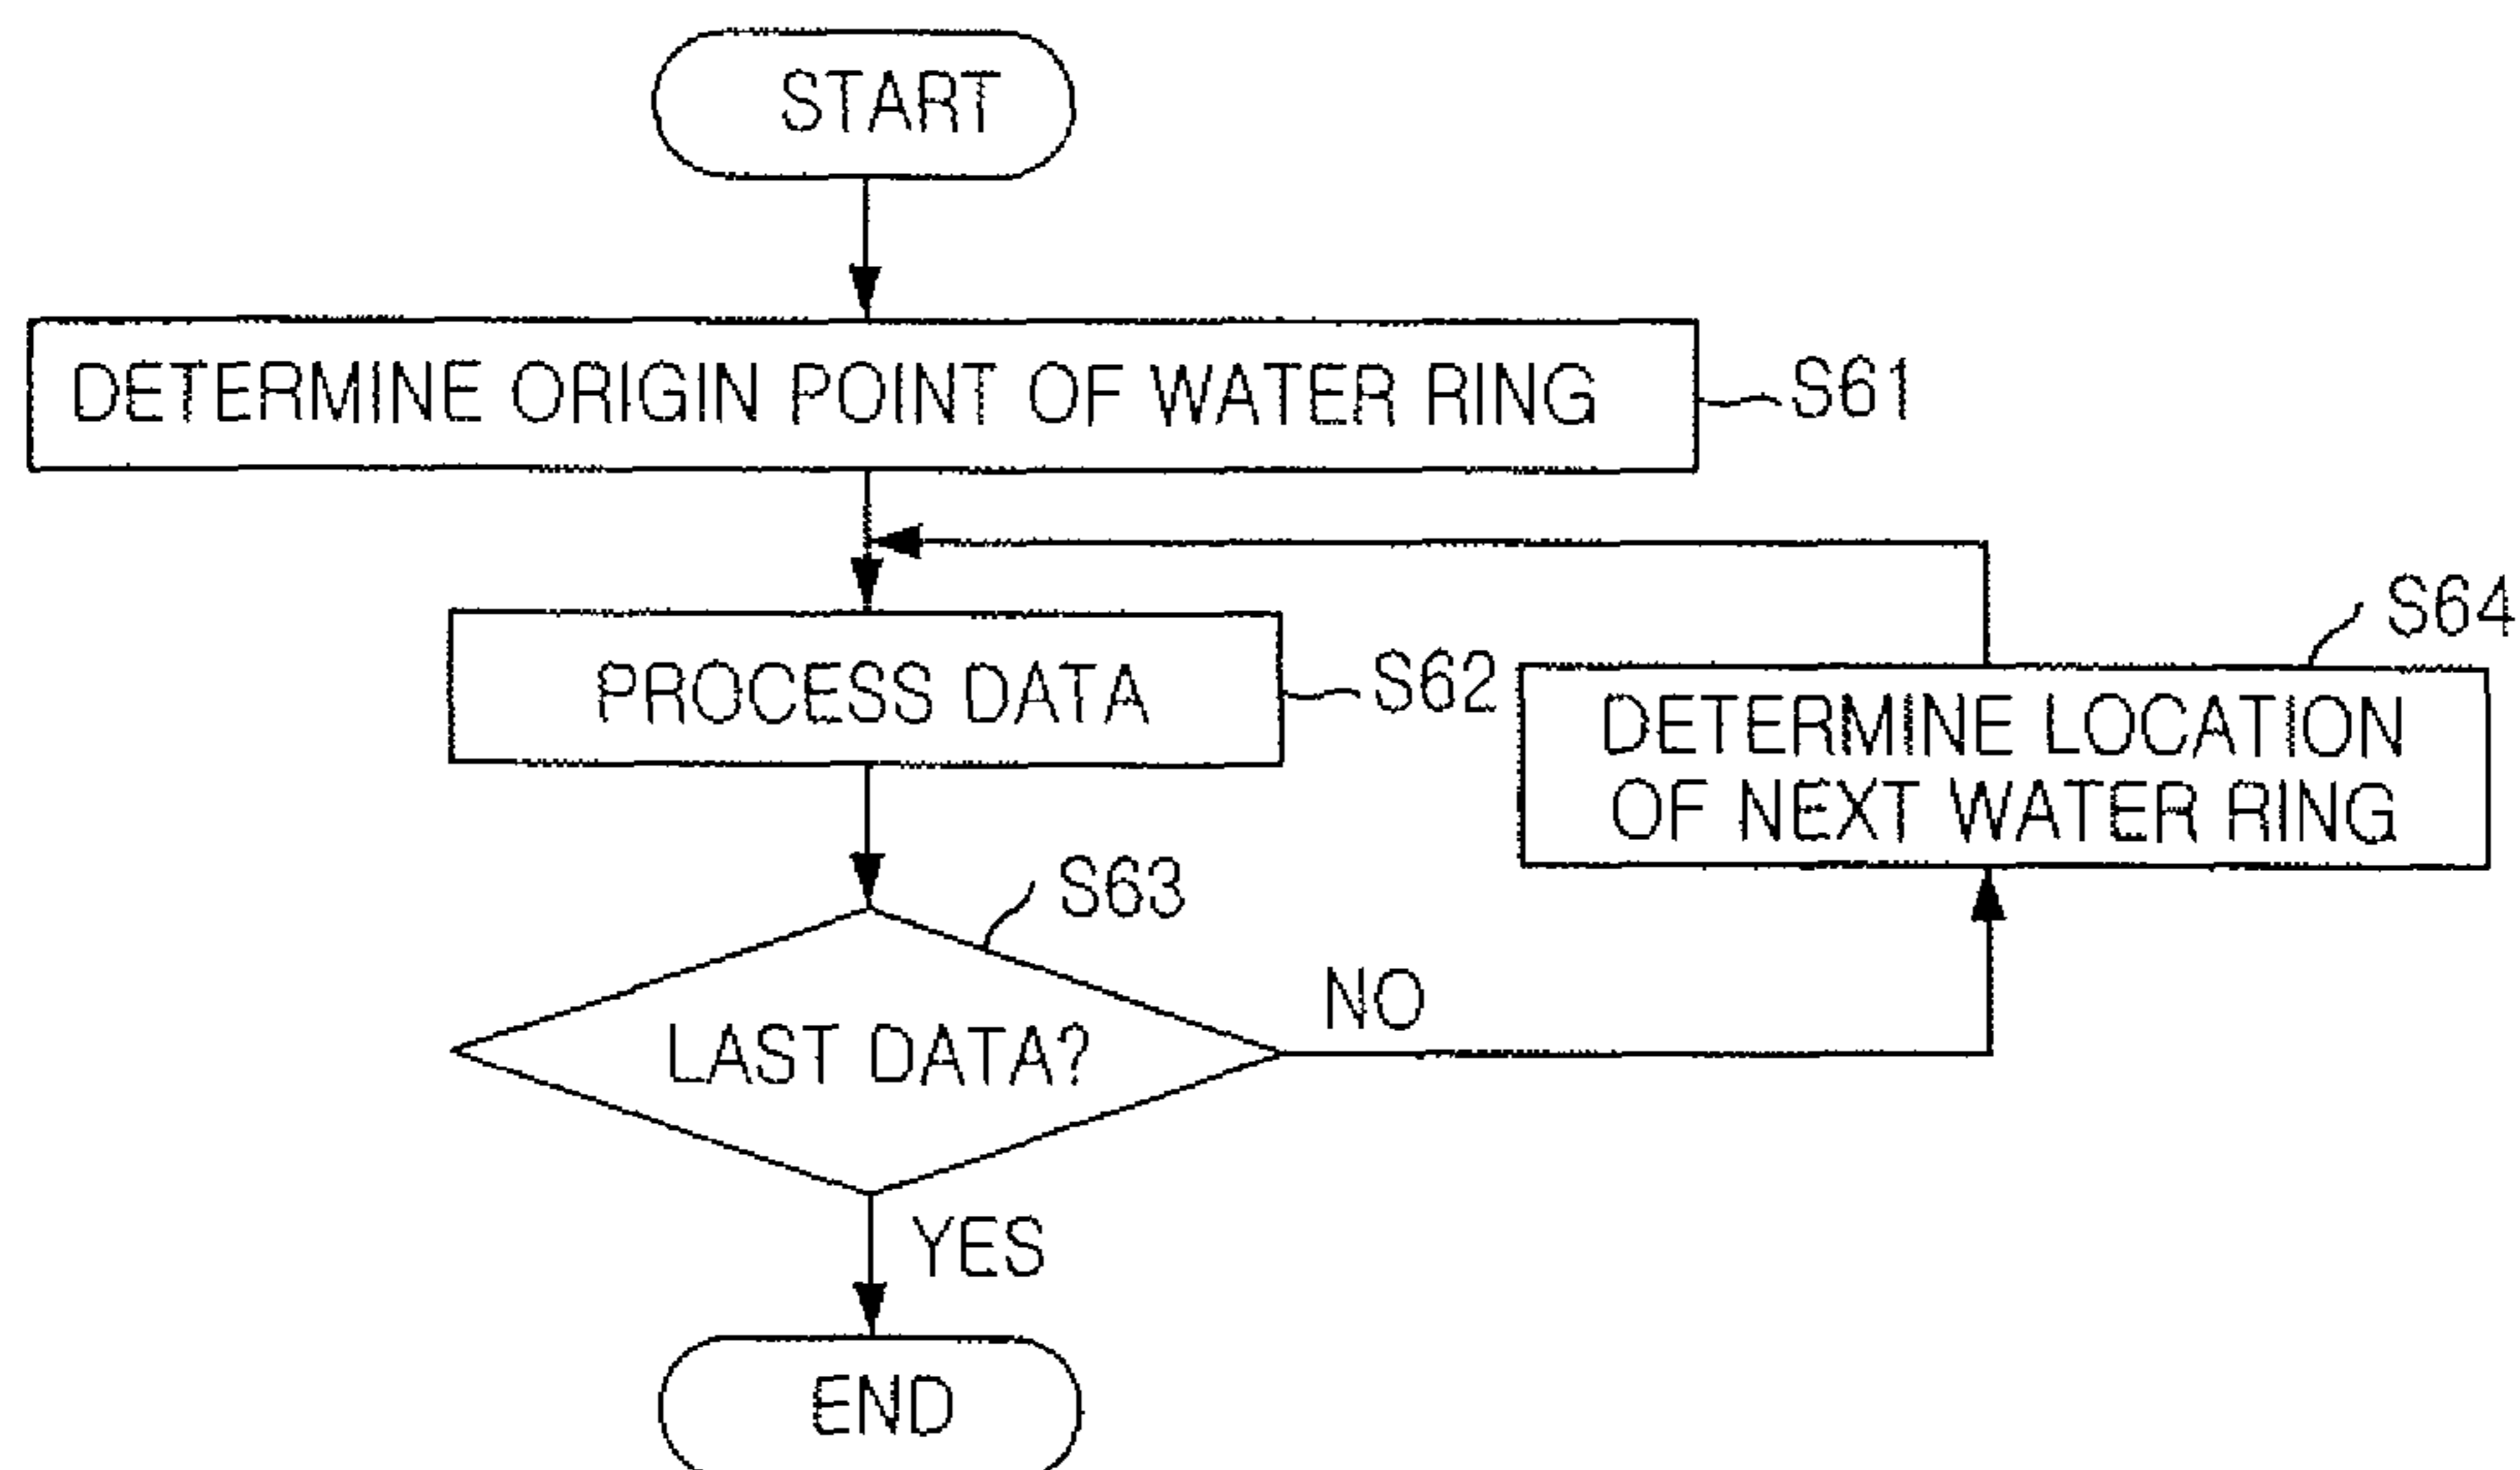 START
DETERMINE ORIGIN POINT OF WATER RING
S61
S64
PROCESS DATA
S62
DETERMINE LOCATION
OF NEXT WATER RING
S63
NO
LAST DATA?
YES
END